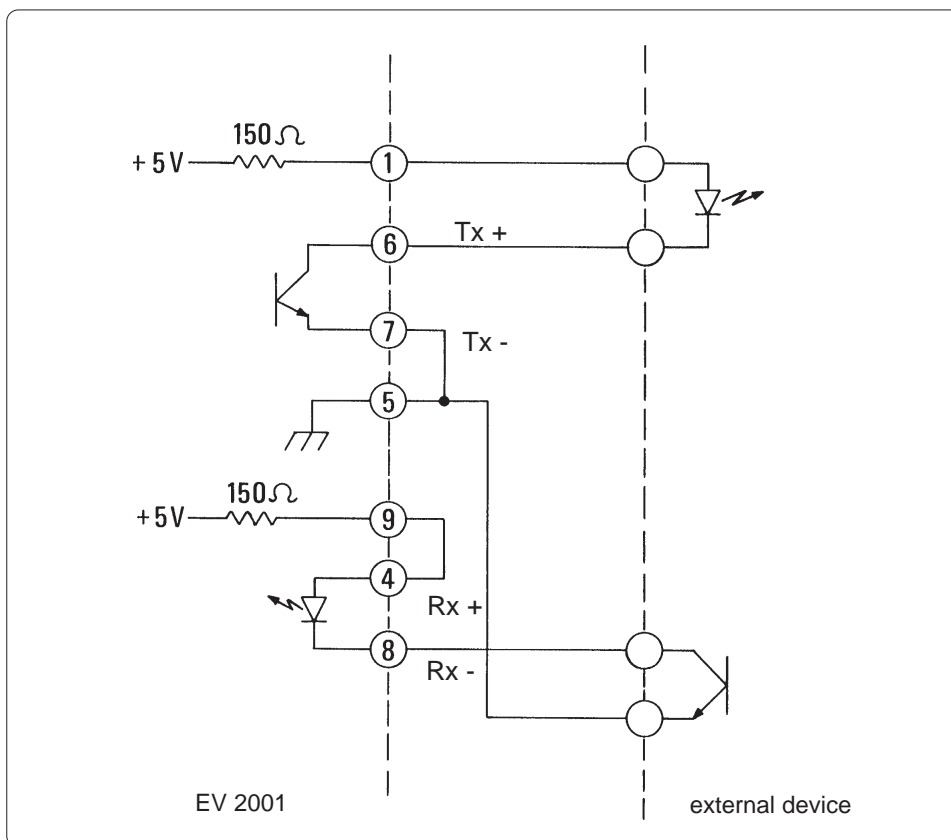 150Ω
+5V
1
6
Tx +
7
Tx -
5
150Ω
+5V
9
4
Rx +
8
Rx -
EV 2001
external device